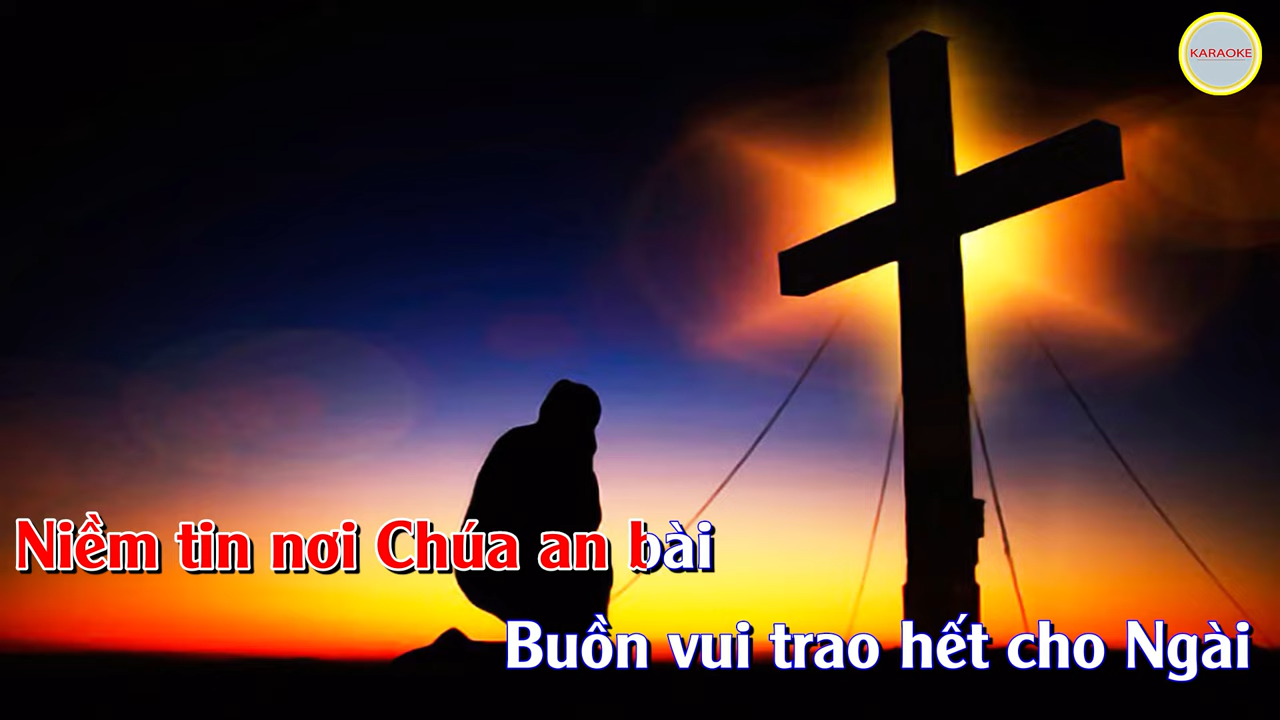 KARAOKE
Niềm tin nơi Chúa an bài
Buồn vui trao hết cho Ngài